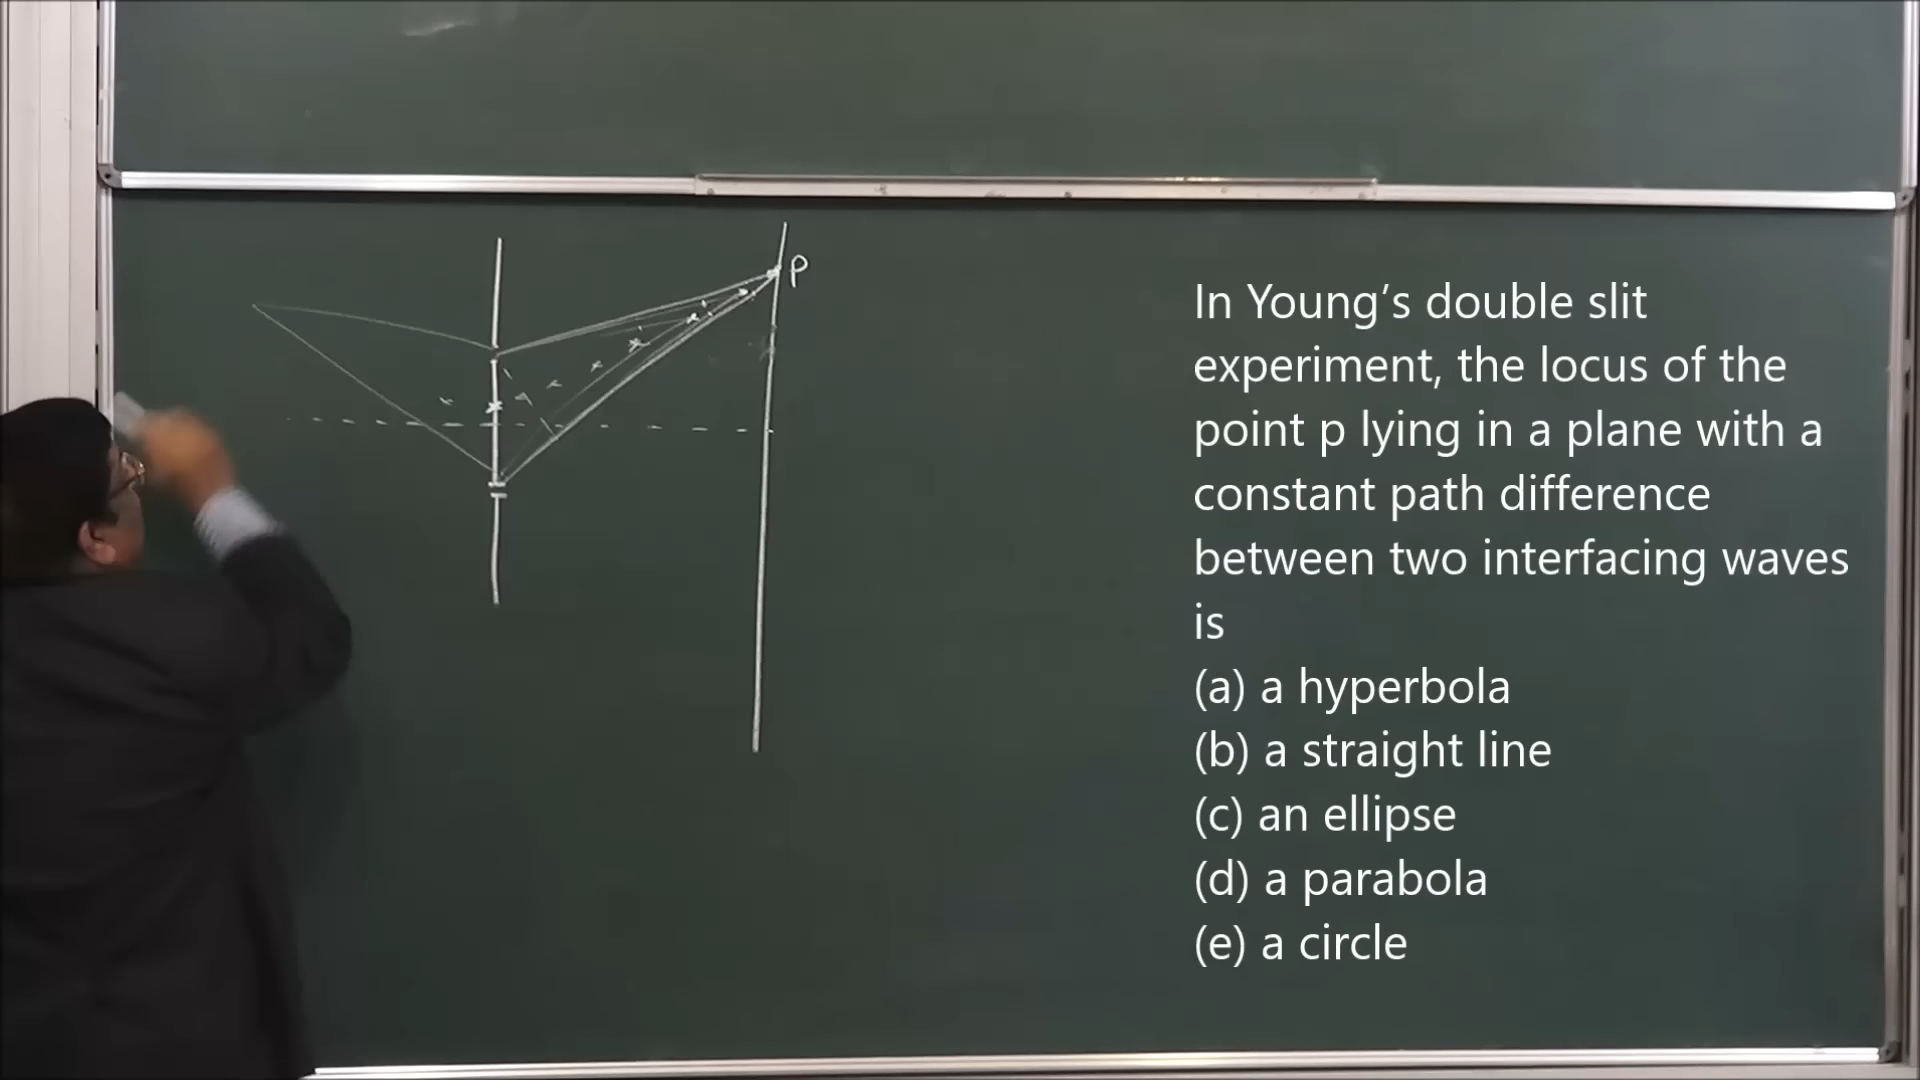 P
In Young’s double slit
experiment, the locus of the
point p lying in a plane with a
constant path difference
between two interfacing waves
is
(a) a hyperbola
(b) a straight line
(c) an ellipse
(d) a parabola
(e) a circle